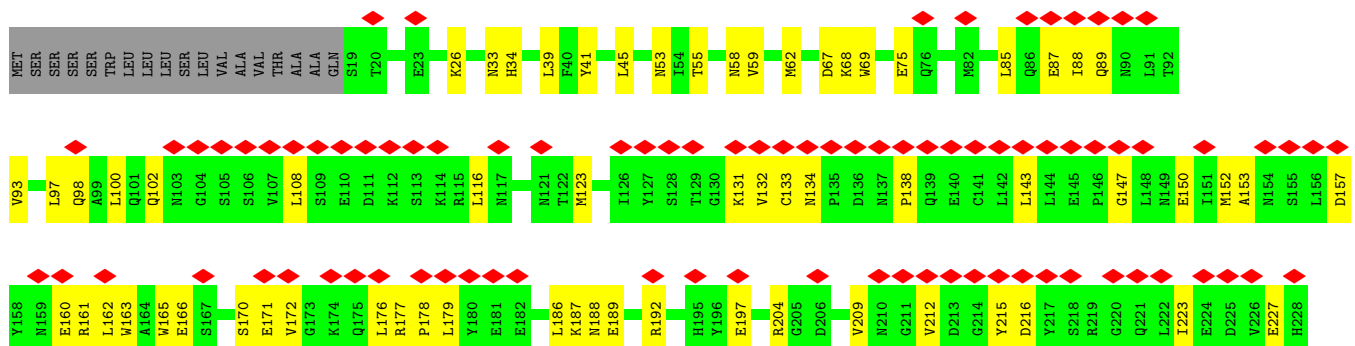 MET SER SER SER SER TRP LEU LEU LEU SER LEU VAL ALA VAL THR ALA ALA GLN S19 T20 E23 K26 N33 H34 L39 F40 Y41 L45 N53 I54 T55 N58 V59 M62 D67 K68 W69 E75 Q76 M82 L85 Q86 E87 I88 Q89 N90 L91 T92
V93 L97 Q98 A99 L100 Q101 Q102 N103 G104 S105 S106 V107 L108 S109 E110 D111 K112 S113 K114 R115 L116 N117 N121 T122 M123 I126 Y127 S128 T129 G130 K131 V132 C133 N134 P135 D136 N137 P138 Q139 E140 C141 L142 L143 L144 E145 P146 G147 L148 N149 E150 I151 M152 A153 N154 S155 L156 D157
Y158 N159 E160 R161 L162 W163 A164 W165 E166 S167 S170 E171 V172 G173 K174 Q175 L176 R177 P178 L179 Y180 E181 E182 L186 K187 N188 E189 R192 H195 Y196 E197 R204 G205 D206 V209 N210 G211 V212 D213 G214 Y215 D216 Y217 S218 R219 G220 Q221 L222 I223 E224 D225 V226 E227 H228